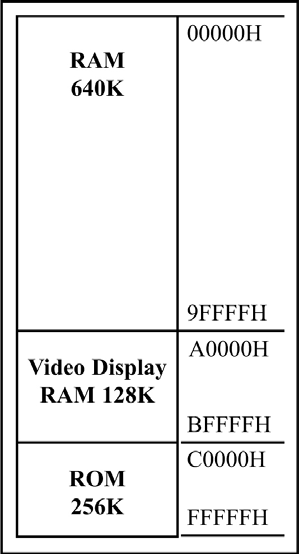 00000H
RAM
640K
9FFFFH
A0000H
Video Display
RAM 128K
BFFFFH
C0000H
ROM
256K
FFFFFH